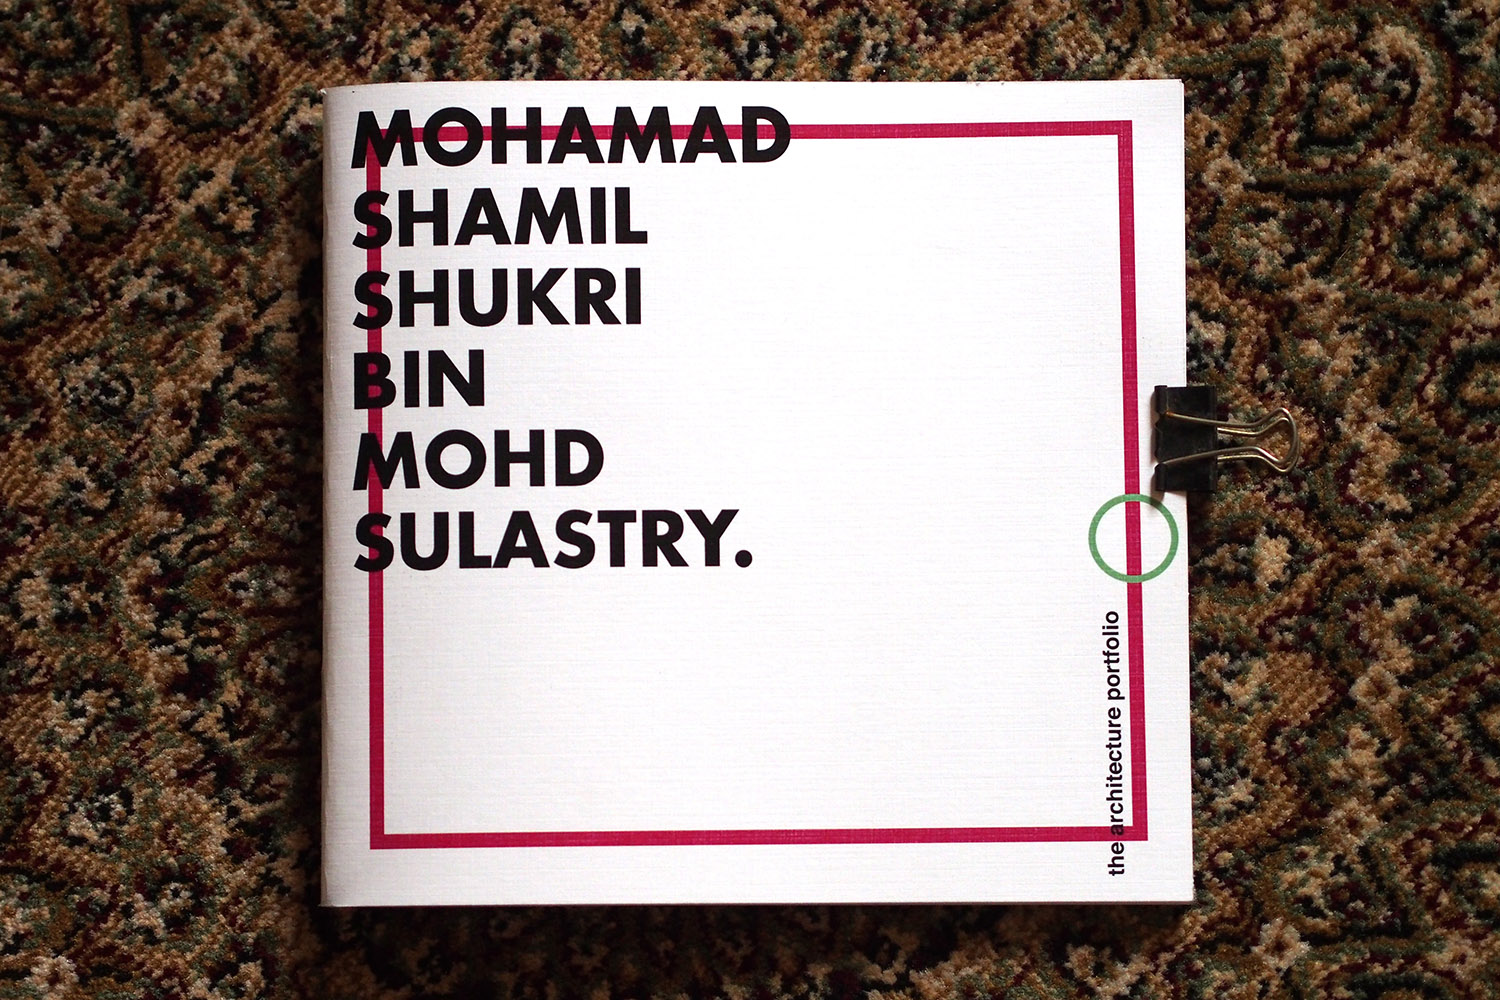 MOHAMAD
SHAMIL
SHUKRI
BIN
MOHD
SULASTRY.
the architecture portfolio